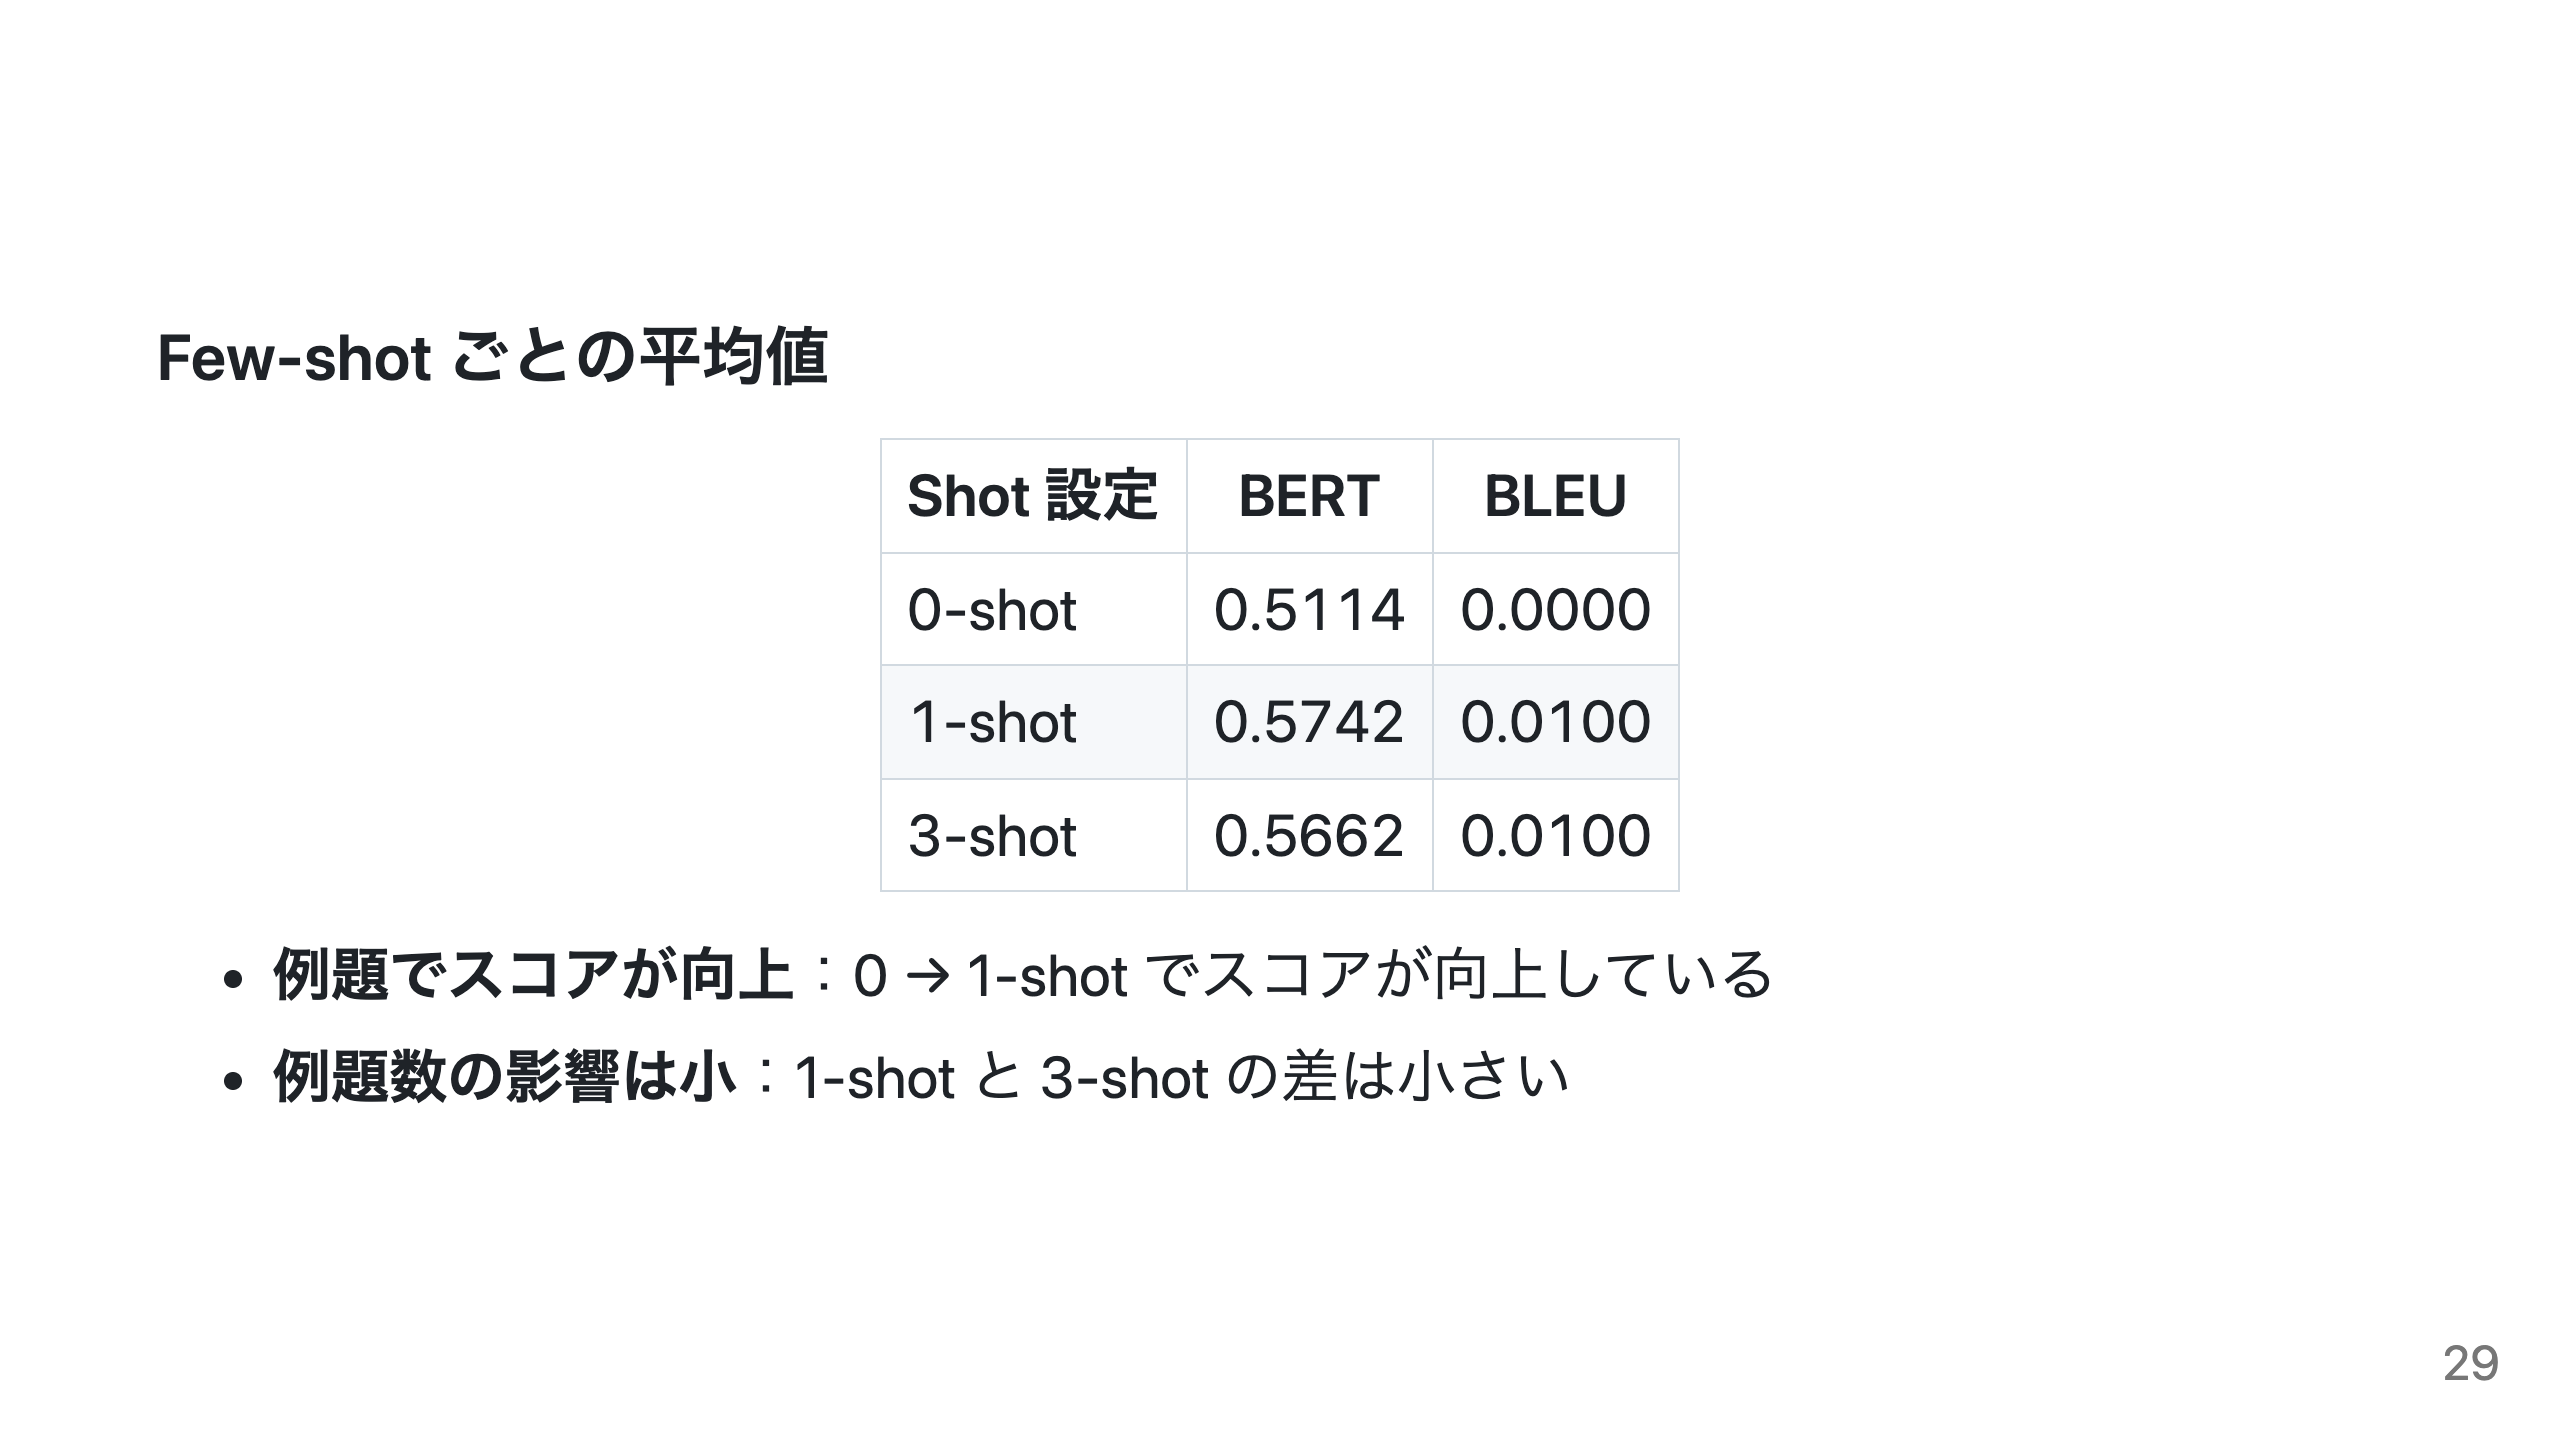 Few-shot ごとの平均値
Shot 設定 BERT BLEU
0-shot 0.5114 0.0000
1-shot 0.5742 0.0100
3-shot 0.5662 0.0100
• 例題でスコアが向上：0 → 1-shot でスコアが向上している
• 例題数の影響は小：1-shot と 3-shot の差は小さい
29